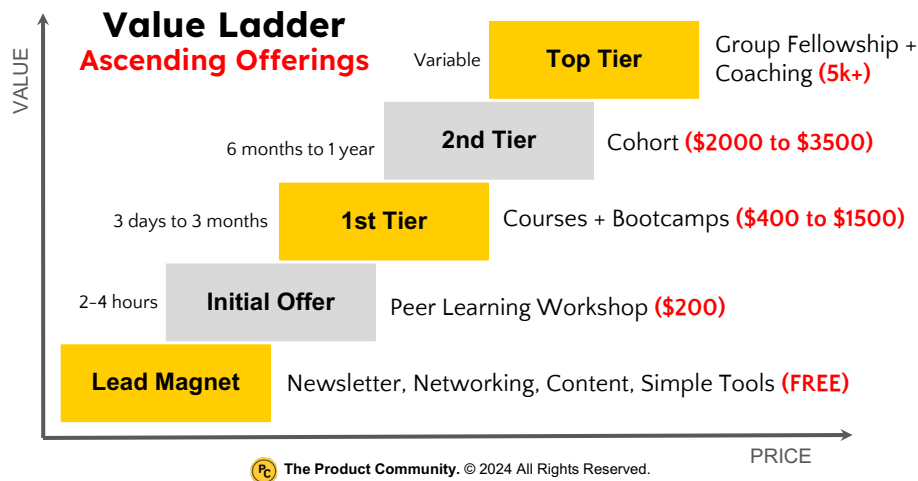 Value Ladder
Ascending Offerings
VALUE
Variable
Top Tier
Group Fellowship +
Coaching (5k+)
6 months to 1 year
2nd Tier
Cohort ($2000 to $3500)
3 days to 3 months
1st Tier
Courses + Bootcamps ($400 to $1500)
2-4 hours
Initial Offer
Peer Learning Workshop ($200)
Lead Magnet
Newsletter, Networking, Content, Simple Tools (FREE)
PRICE
PC The Product Community. © 2024 All Rights Reserved.